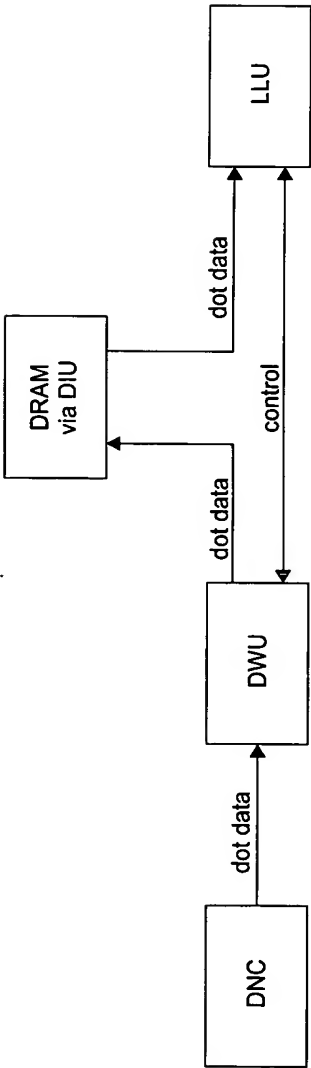 DNC
dot data
DWU
dot data
DRAM
via DIU
dot data
control
LLU